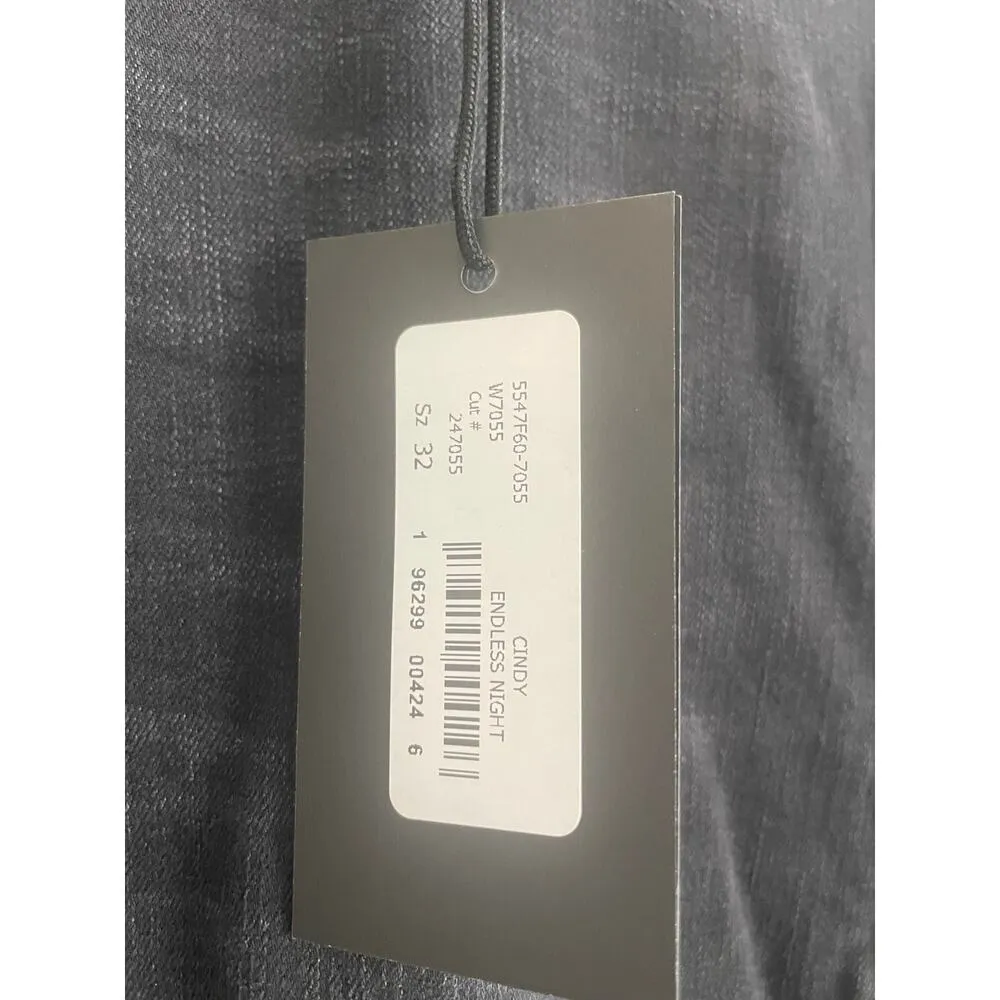 5547F60-7055 CINDY
W7055 ENDLESS NIGHT
Cut #
247055
Sz 32
1 96299 00424 6